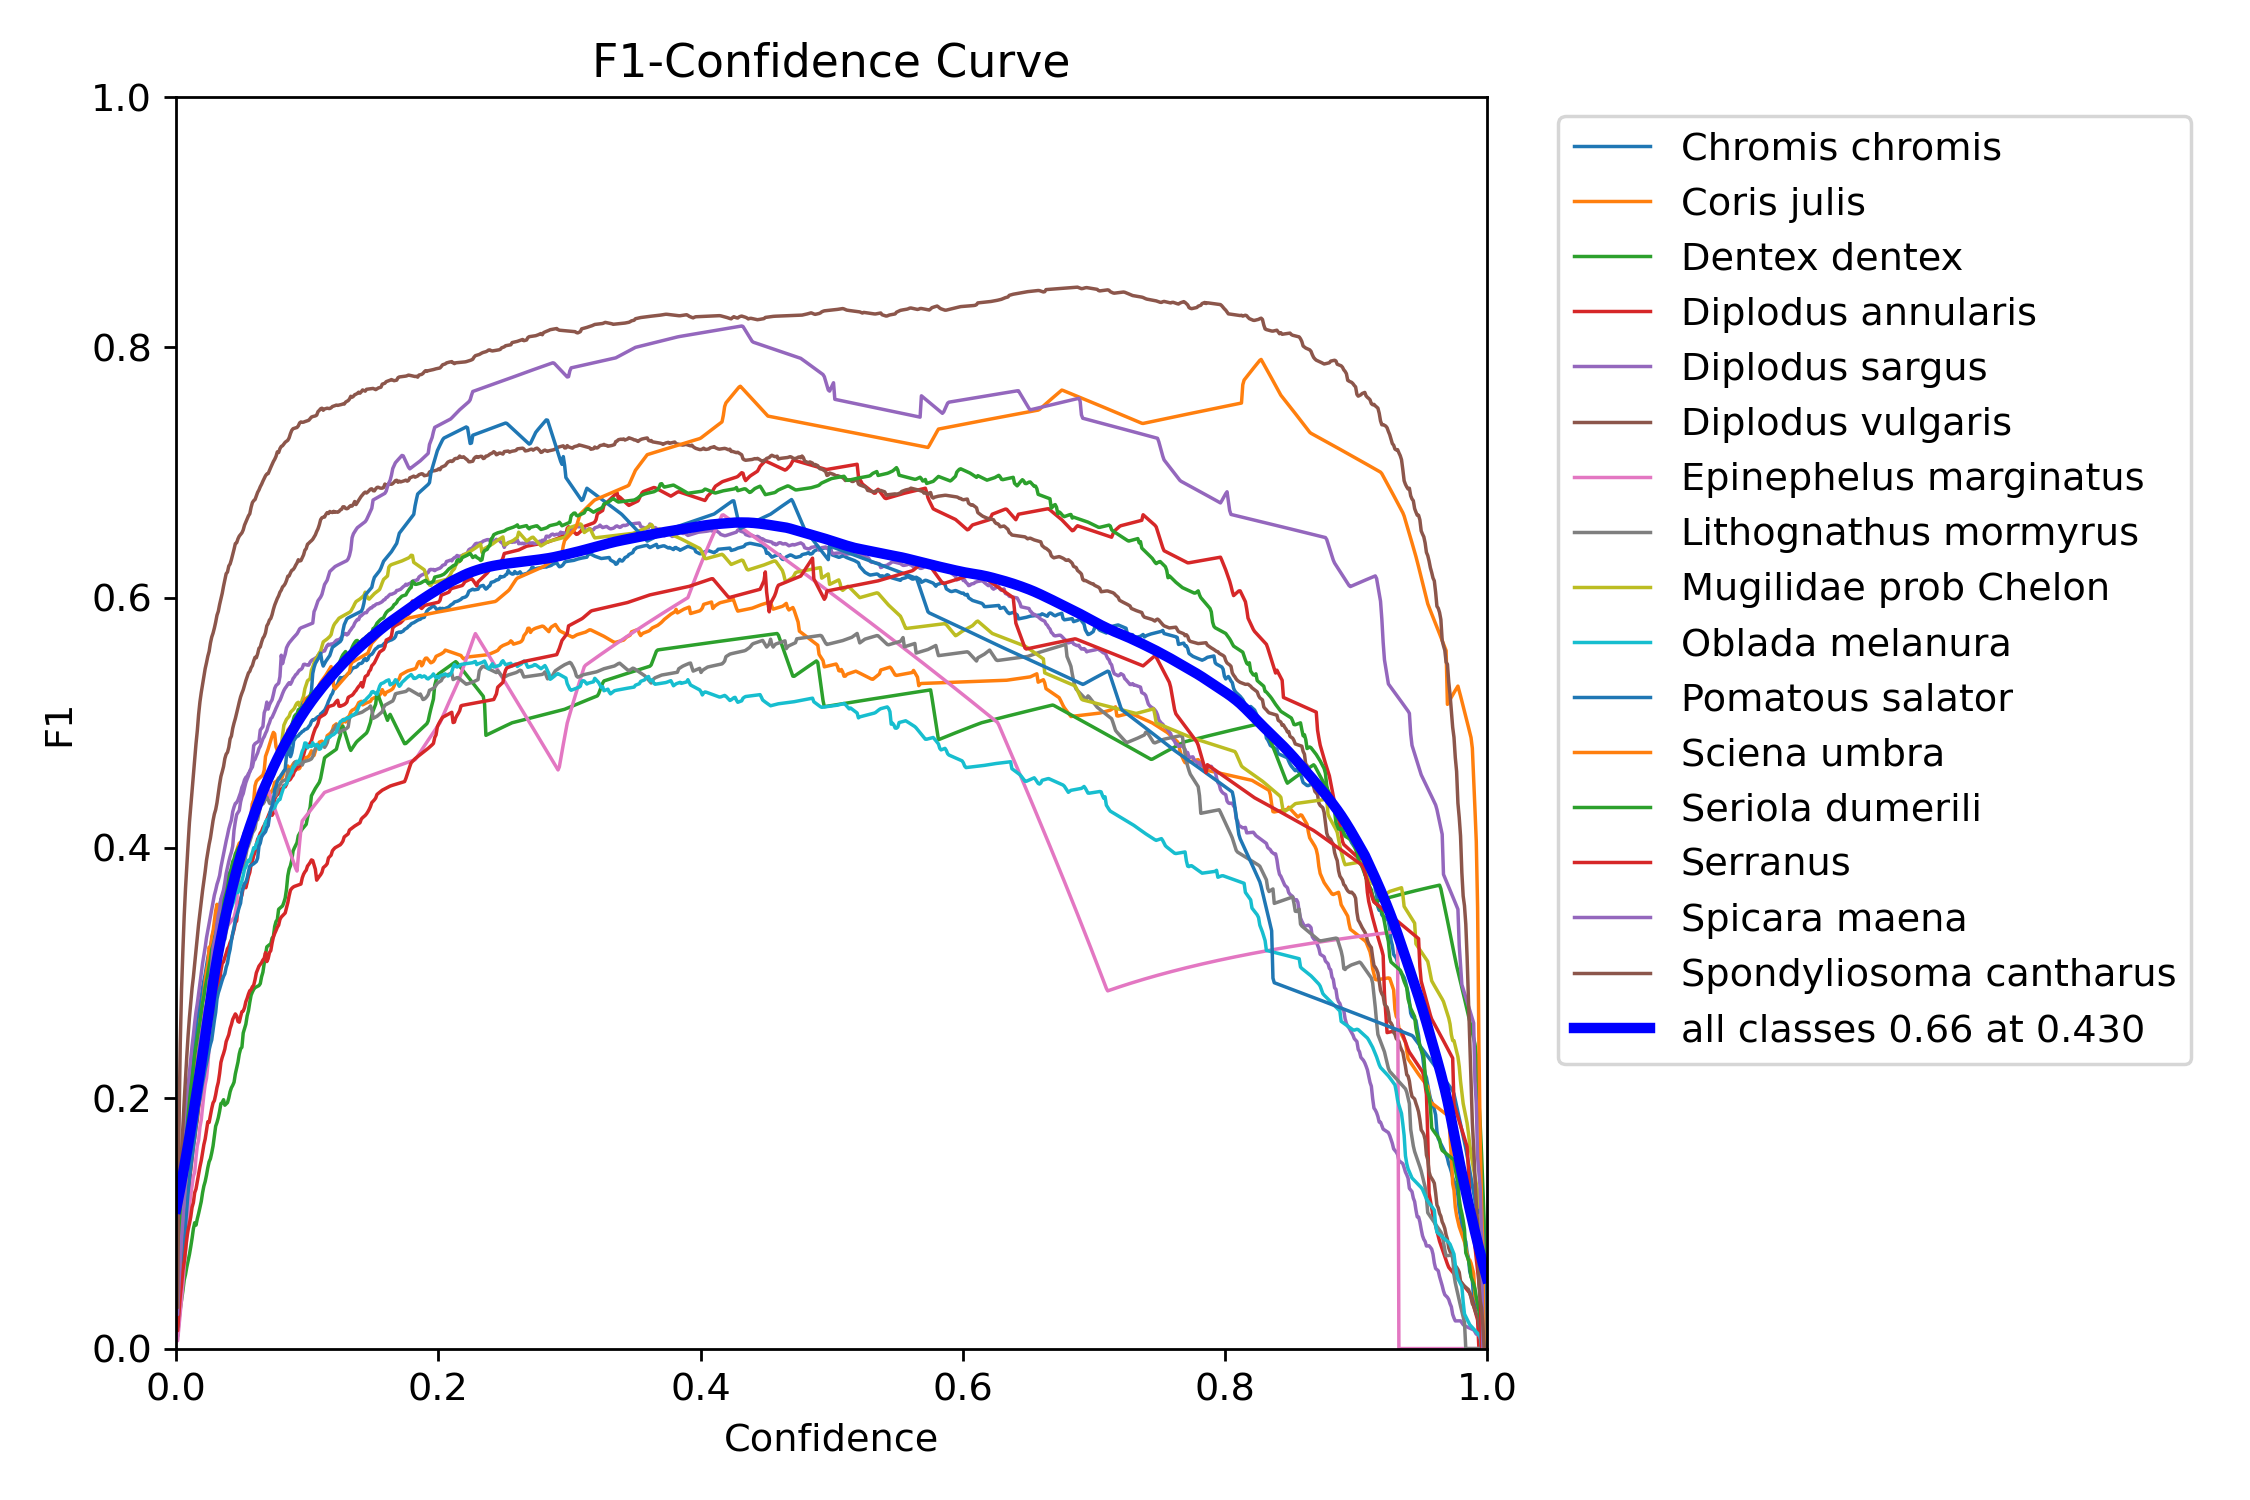 F1-Confidence Curve
1.0
0.8
0.6
0.4
0.2
0.0
F1
0.0 0.2 0.4 0.6 0.8 1.0
Confidence
Chromis chromis
Coris julis
Dentex dentex
Diplodus annularis
Diplodus sargus
Diplodus vulgaris
Epinephelus marginatus
Lithognathus mormyrus
Mugilidae prob Chelon
Oblada melanura
Pomatous salator
Sciena umbra
Seriola dumerili
Serranus
Spicara maena
Spondyliosoma cantharus
all classes 0.66 at 0.430